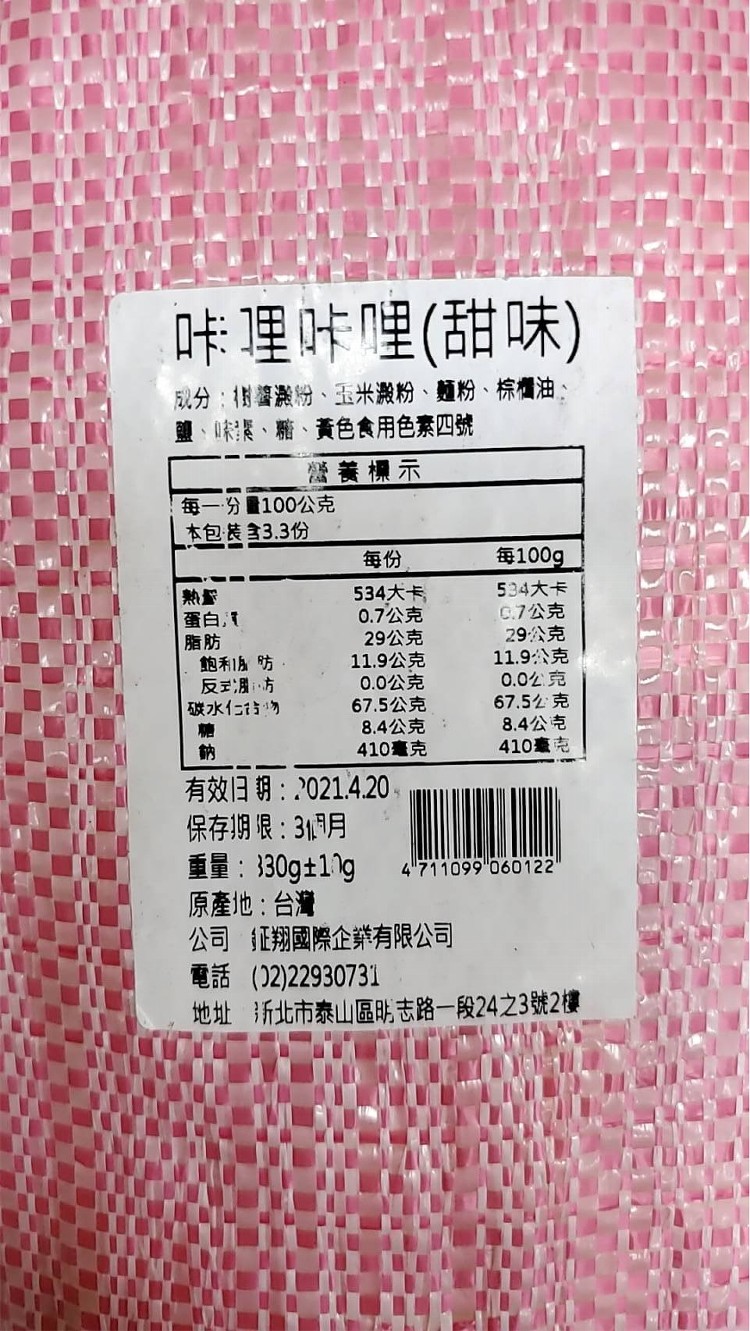 咔哩咔哩(甜味)
成分：樹薯澱粉、玉米澱粉、麵粉、棕櫚油、
鹽、味素、糖、黃色食用色素四號
營養標示
每一份量100公克
本包裝含3.3份
每份 每100g
熱量 534大卡 534大卡
蛋白質 0.7公克 0.7公克
脂肪 29公克 29公克
飽和脂肪 11.9公克 11.9公克
反式脂肪 0.0公克 0.0公克
碳水化合物 67.5公克 67.5公克
糖 8.4公克 8.4公克
鈉 410毫克 410毫克
有效日期：2021.4.20
保存期限：3個月
重量：330g±10g
4711099060122
原產地：台灣
公司 鉦翔國際企業有限公司
電話 (02)22930731
地址 新北市泰山區明志路一段24之3號2樓